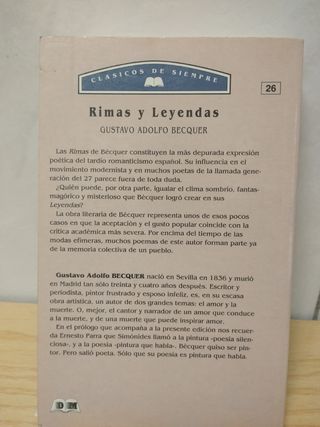 CLÁSICOS DE SIEMPRE
26
Rimas y Leyendas
GUSTAVO ADOLFO BECQUER
Las Rimas de Bécquer constituyen la más depurada expresión
poética del tardío romanticismo español. Su influencia en el
movimiento modernista y en muchos poetas de la llamada gene-
ración del 27 parece fuera de toda duda.
¿Quién puede, por otra parte, igualar el clima sombrío, fantas-
magórico y misterioso que Bécquer logró crear en sus
Leyendas?
La obra literaria de Bécquer representa unos de esos pocos
casos en que la aceptación y el gusto popular coincide con la
crítica académica más severa. Por encima del tiempo de las
modas efímeras, muchos poemas de este autor forman parte ya
de la memoria colectiva de un pueblo.
Gustavo Adolfo BECQUER nació en Sevilla en 1836 y murió
en Madrid tan sólo treinta y cuatro años después. Escritor y
periodista, pintor frustrado y esposo infeliz, es, en su escasa
obra artística, un autor de dos grandes temas: el amor y la
muerte. O, mejor, el cantor y narrador de un amor que conduce
a la muerte, y de una muerte que puede inspirar amor.
En el prólogo que acompaña a la presente edición nos recuer-
da Ernesto Parra que Simónides llamó a la pintura «poesía silen-
ciosa», y a la poesía «pintura que habla». Bécquer quiso ser pin-
tor. Pero salió poeta. Sólo que su poesía es pintura que habla.
D M